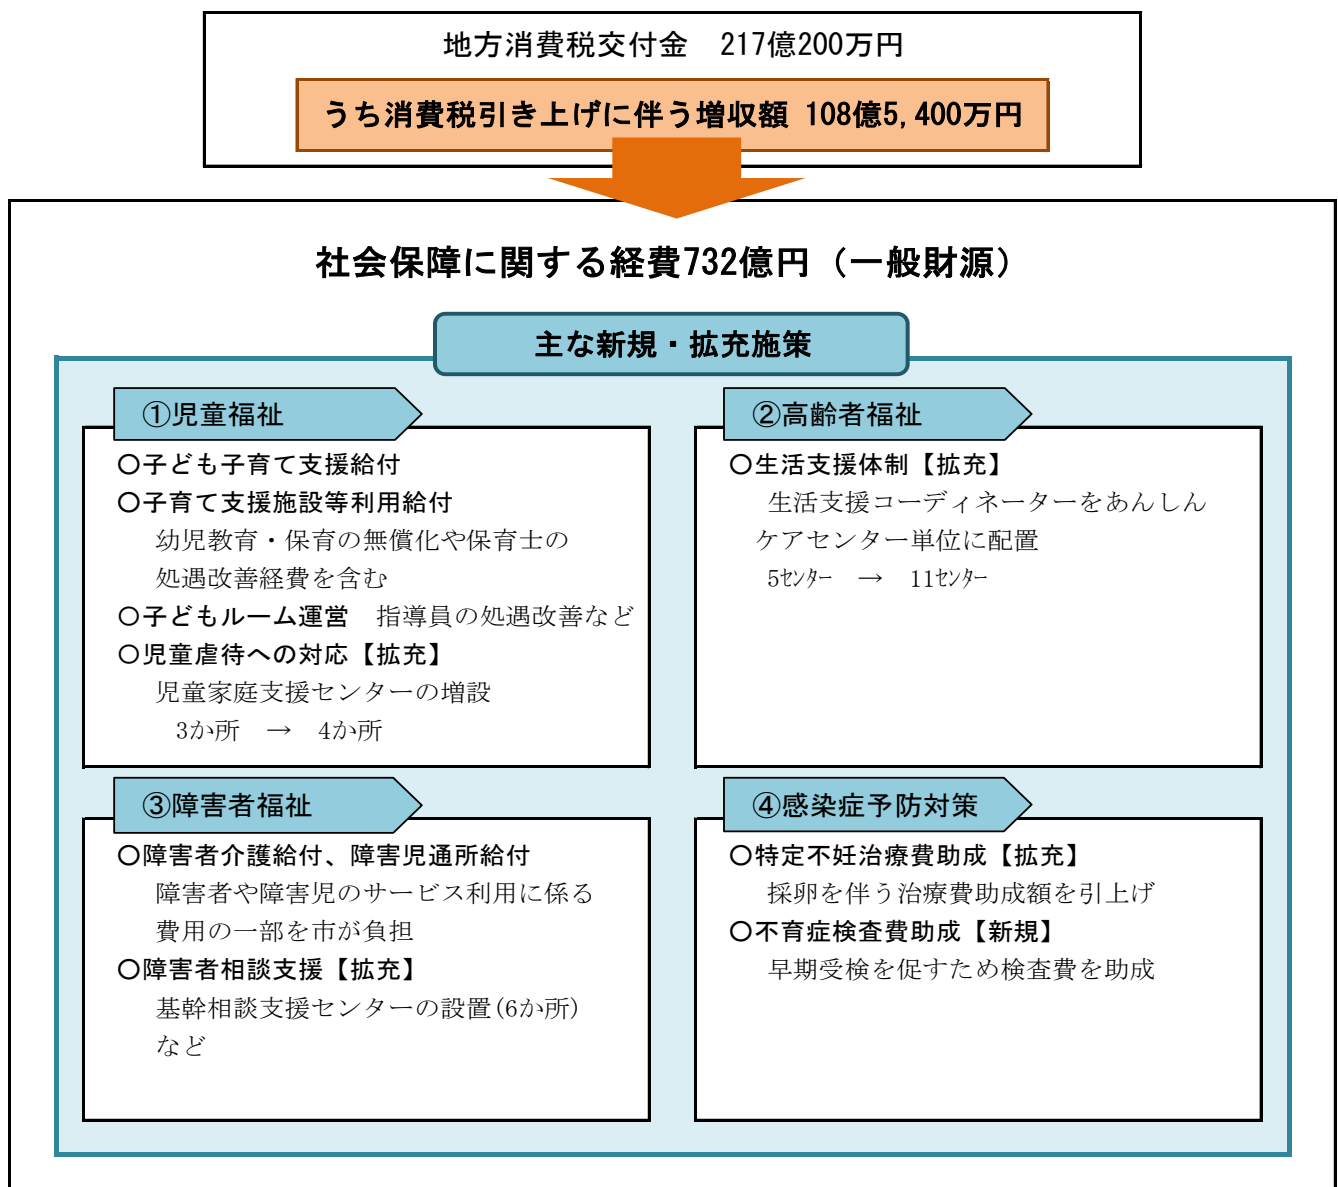 地方消費税交付金　217億200万円
うち消費税引き上げに伴う増収額 108億5,400万円
社会保障に関する経費732億円（一般財源）
主な新規・拡充施策
①児童福祉
〇子ども子育て支援給付
〇子育て支援施設等利用給付
幼児教育・保育の無償化や保育士の
処遇改善経費を含む
〇子どもルーム運営　指導員の処遇改善など
〇児童虐待への対応【拡充】
児童家庭支援センターの増設
3か所　→　4か所
②高齢者福祉
〇生活支援体制【拡充】
生活支援コーディネーターをあんしん
ケアセンター単位に配置
5ｾﾝﾀｰ　→　11ｾﾝﾀｰ
③障害者福祉
〇障害者介護給付、障害児通所給付
障害者や障害児のサービス利用に係る
費用の一部を市が負担
〇障害者相談支援【拡充】
基幹相談支援センターの設置(6か所)
など
④感染症予防対策
〇特定不妊治療費助成【拡充】
採卵を伴う治療費助成額を引上げ
〇不育症検査費助成【新規】
早期受検を促すため検査費を助成